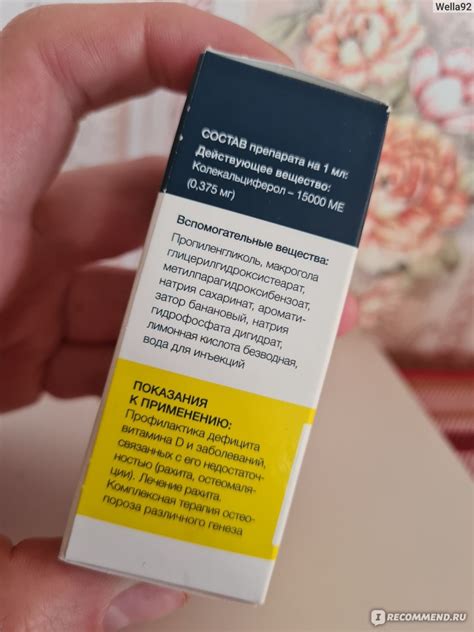 Wella92
СОСТАВ препарата на 1 мл:
Действующее вещество:
Колекальциферол – 15000 МЕ
(0,375 мг)
Вспомогательные вещества:
Пропиленгликоль, макрогола
глицерилгидроксистеарат,
метилпарагидроксибензоат,
натрия сахаринат, аромати-
затор банановый, натрия
гидрофосфата дигидрат,
лимонная кислота безводная,
вода для инъекций
ПОКАЗАНИЯ
К ПРИМЕНЕНИЮ:
Профилактика дефицита
витамина D и заболеваний,
связанных с его недостаточ-
ностью (рахита, остеомаля-
ции). Лечение рахита.
Комплексная терапия остео-
пороза различного генеза
IRECOMMEND.RU